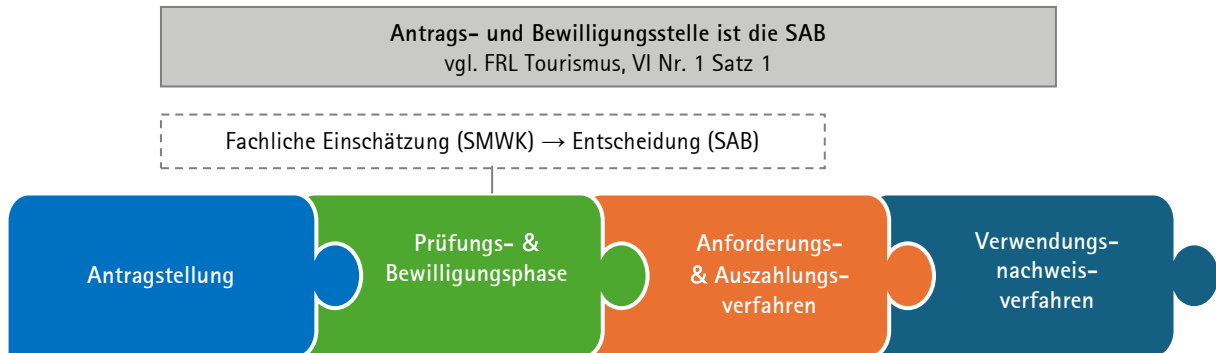 Antrags- und Bewilligungsstelle ist die SAB
vgl. FRL Tourismus, VI Nr. 1 Satz 1
Fachliche Einschätzung (SMWK) → Entscheidung (SAB)
Antragstellung
Prüfungs- &
Bewilligungsphase
Anforderungs-
& Auszahlungs-
verfahren
Verwendungs-
nachweis-
verfahren